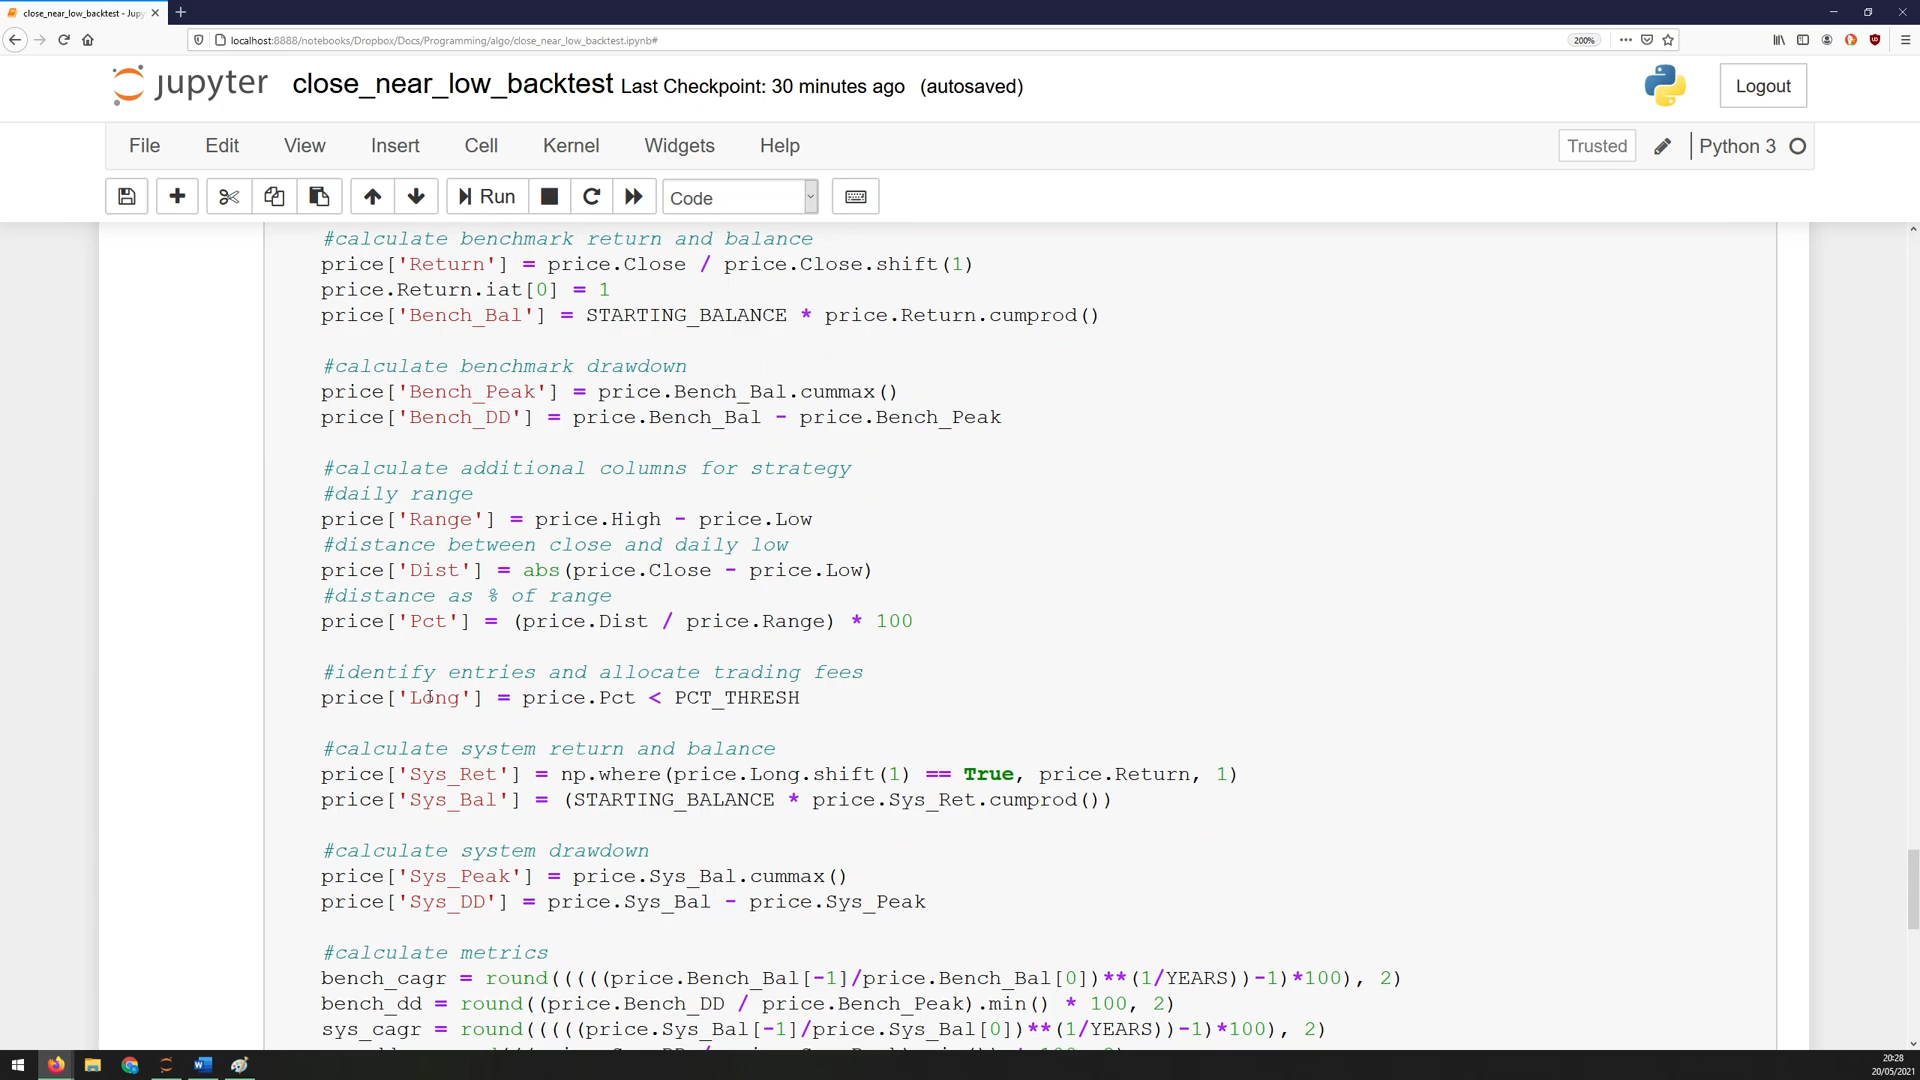 close_near_low_backtest - Jupy
localhost:8888/notebooks/Dropbox/Docs/Programming/algo/close_near_low_backtest.ipynb#
200%
jupyter close_near_low_backtest Last Checkpoint: 30 minutes ago (autosaved)
Logout
File Edit View Insert Cell Kernel Widgets Help
Trusted
Python 3
Run
Code
#calculate benchmark return and balance
price['Return'] = price.Close / price.Close.shift(1)
price.Return.iat[0] = 1
price['Bench_Bal'] = STARTING_BALANCE * price.Return.cumprod()
#calculate benchmark drawdown
price['Bench_Peak'] = price.Bench_Bal.cummax()
price['Bench_DD'] = price.Bench_Bal - price.Bench_Peak
#calculate additional columns for strategy
#daily range
price['Range'] = price.High - price.Low
#distance between close and daily low
price['Dist'] = abs(price.Close - price.Low)
#distance as % of range
price['Pct'] = (price.Dist / price.Range) * 100
#identify entries and allocate trading fees
price['Long'] = price.Pct < PCT_THRESH
#calculate system return and balance
price['Sys_Ret'] = np.where(price.Long.shift(1) == True, price.Return, 1)
price['Sys_Bal'] = (STARTING_BALANCE * price.Sys_Ret.cumprod())
#calculate system drawdown
price['Sys_Peak'] = price.Sys_Bal.cummax()
price['Sys_DD'] = price.Sys_Bal - price.Sys_Peak
#calculate metrics
bench_cagr = round(((((price.Bench_Bal[-1]/price.Bench_Bal[0])**(1/YEARS))-1)*100), 2)
bench_dd = round((price.Bench_DD / price.Bench_Peak).min() * 100, 2)
sys_cagr = round(((((price.Sys_Bal[-1]/price.Sys_Bal[0])**(1/YEARS))-1)*100), 2)
20:28
20/05/2021